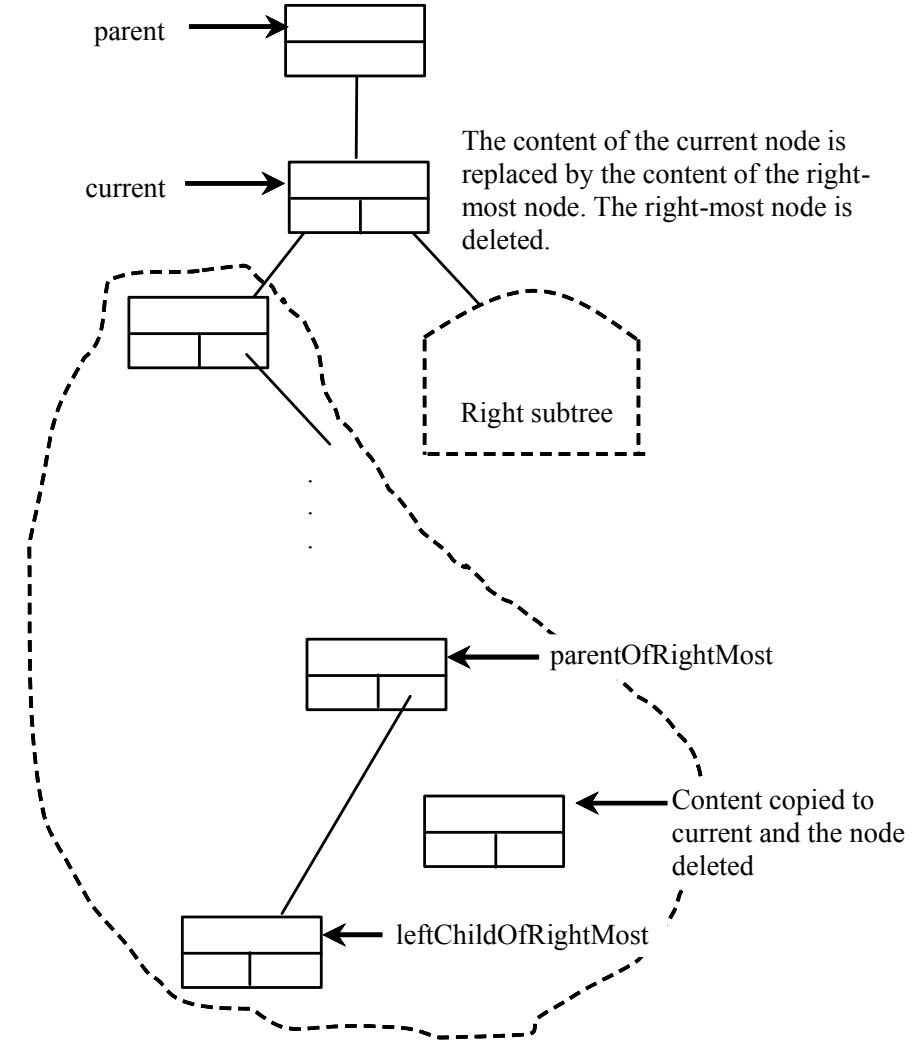 parent
The content of the current node is
replaced by the content of the right-
most node. The right-most node is
deleted.
current
Right subtree
.
.
.
parentOfRightMost
Content copied to
current and the node
deleted
leftChildOfRightMost